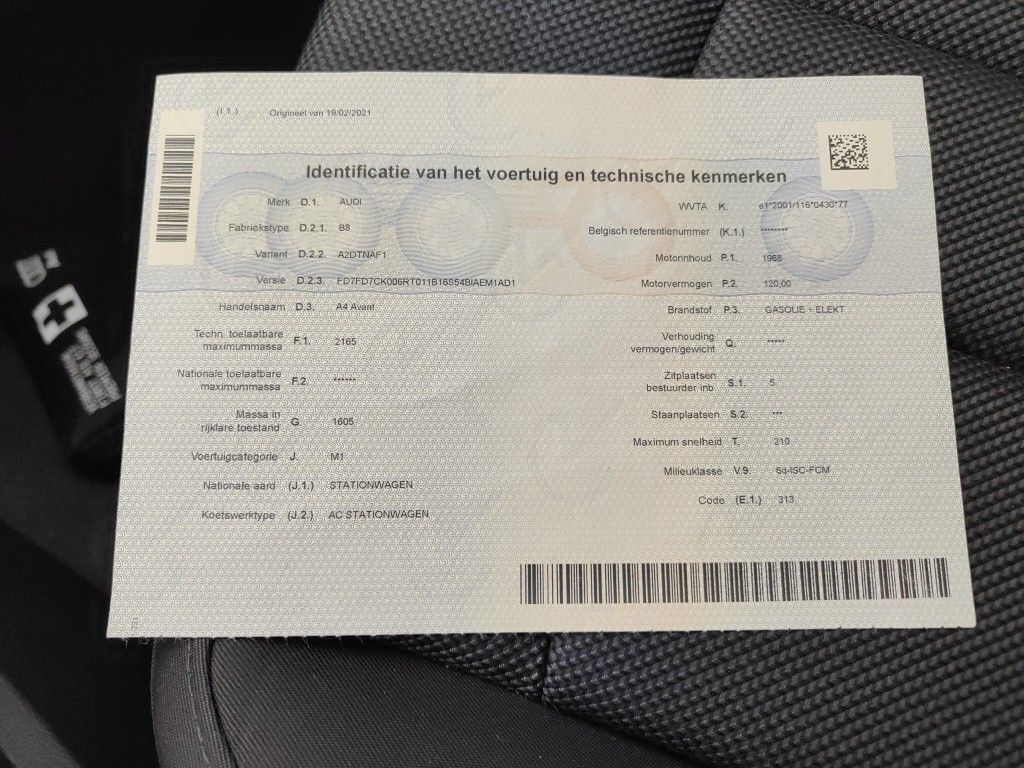 (I.1.) Origineel van 19/02/2021
Identificatie van het voertuig en technische kenmerken
Merk D.1. AUDI
Fabriekstype D.2.1. B8
Variant D.2.2. A2DTNAF1
Versie D.2.3. FD7FD7CK006RT011B16S54BIAEM1AD1
Handelsnaam D.3. A4 Avant
Techn. toelaatbare
maximummassa F.1. 2165
Nationale toelaatbare
maximummassa F.2. ******
Massa in
rijklare toestand G. 1605
Voertuigcategorie J. M1
Nationale aard (J.1.) STATIONWAGEN
Koetswerktype (J.2.) AC STATIONWAGEN
WVTA K. e1*2001/116*0430*77
Belgisch referentienummer (K.1.) ********
Motorinhoud P.1. 1968
Motorvermogen P.2. 120,00
Brandstof P.3. GASOLIE - ELEKT
Verhouding
vermogen/gewicht Q. *****
Zitplaatsen
bestuurder inb. S.1. 5
Staanplaatsen S.2. ***
Maximum snelheid T. 210
Milieuklasse V.9. 6d-ISC-FCM
Code (E.1.) 313